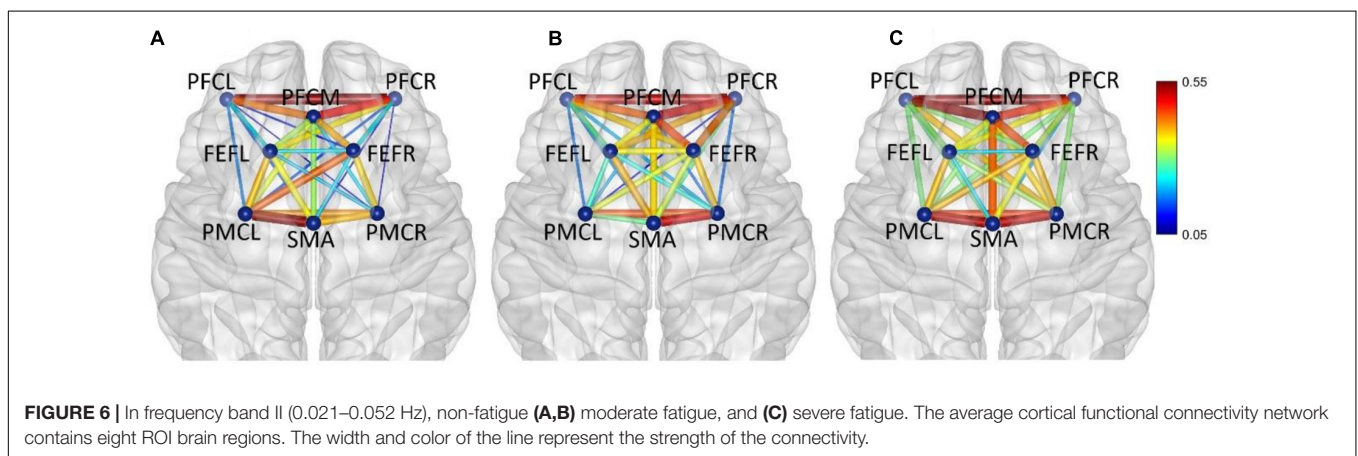 A
B
C
PFCL
PFCM
PFCR
FEFL
FEFR
PMCL
SMA
PMCR
PFCL
PFCM
PFCR
FEFL
FEFR
PMCL
SMA
PMCR
PFCL
PFCM
PFCR
FEFL
FEFR
PMCL
SMA
PMCR
0.55
0.05
FIGURE 6 | In frequency band II (0.021–0.052 Hz), non-fatigue (A,B) moderate fatigue, and (C) severe fatigue. The average cortical functional connectivity network
contains eight ROI brain regions. The width and color of the line represent the strength of the connectivity.